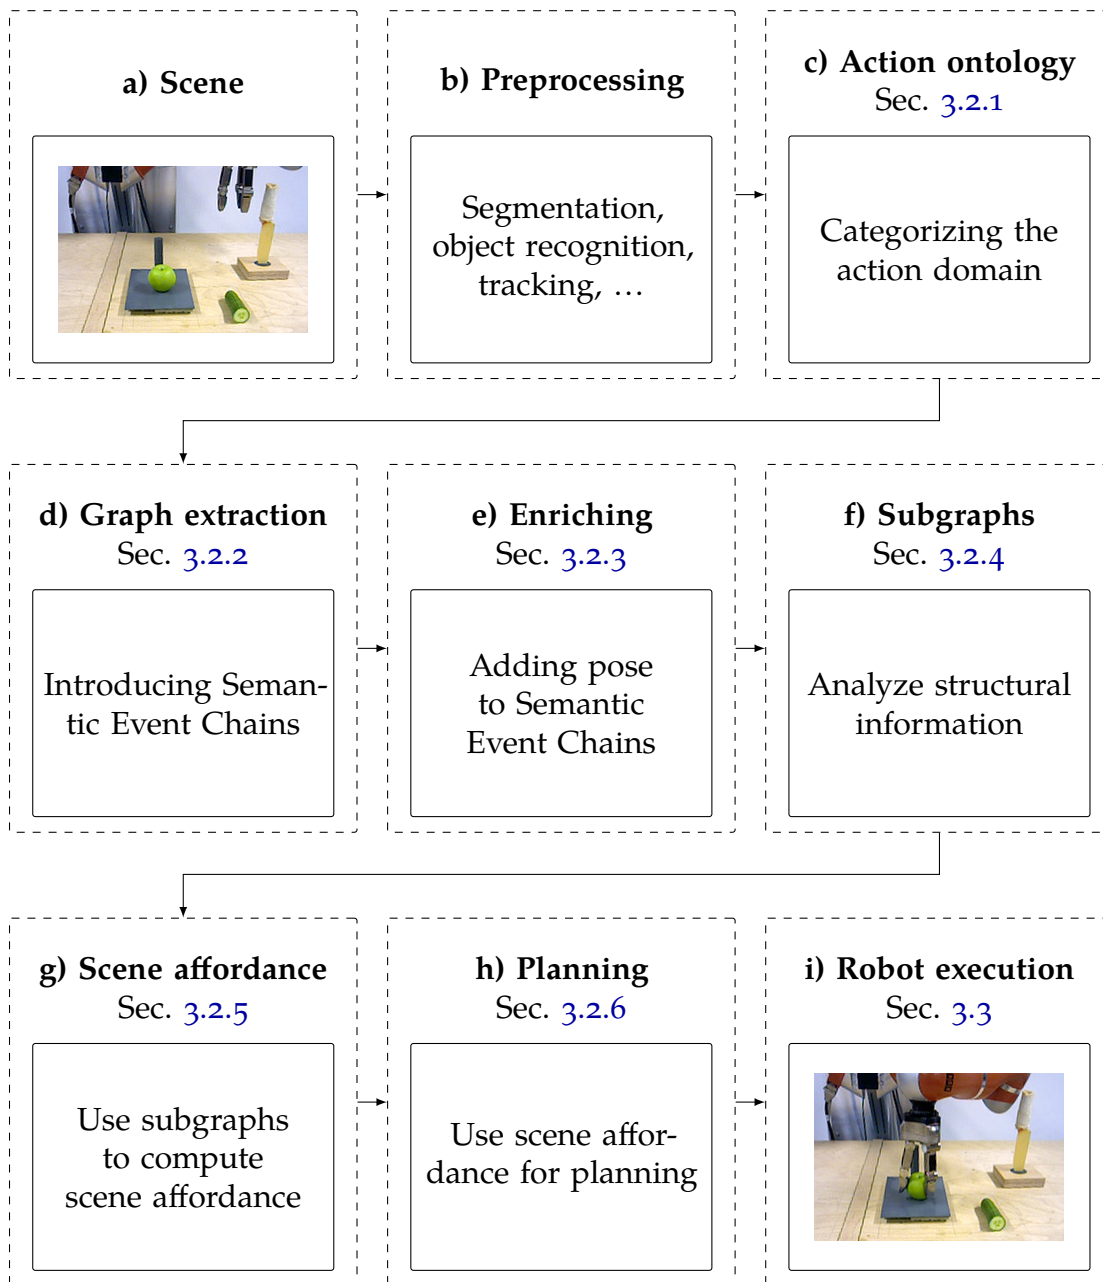 a) Scene
b) Preprocessing
Segmentation,
object recognition,
tracking, …
c) Action ontology
Sec. 3.2.1
Categorizing the
action domain
d) Graph extraction
Sec. 3.2.2
Introducing Seman-
tic Event Chains
e) Enriching
Sec. 3.2.3
Adding pose
to Semantic
Event Chains
f) Subgraphs
Sec. 3.2.4
Analyze structural
information
g) Scene affordance
Sec. 3.2.5
Use subgraphs
to compute
scene affordance
h) Planning
Sec. 3.2.6
Use scene affor-
dance for planning
i) Robot execution
Sec. 3.3